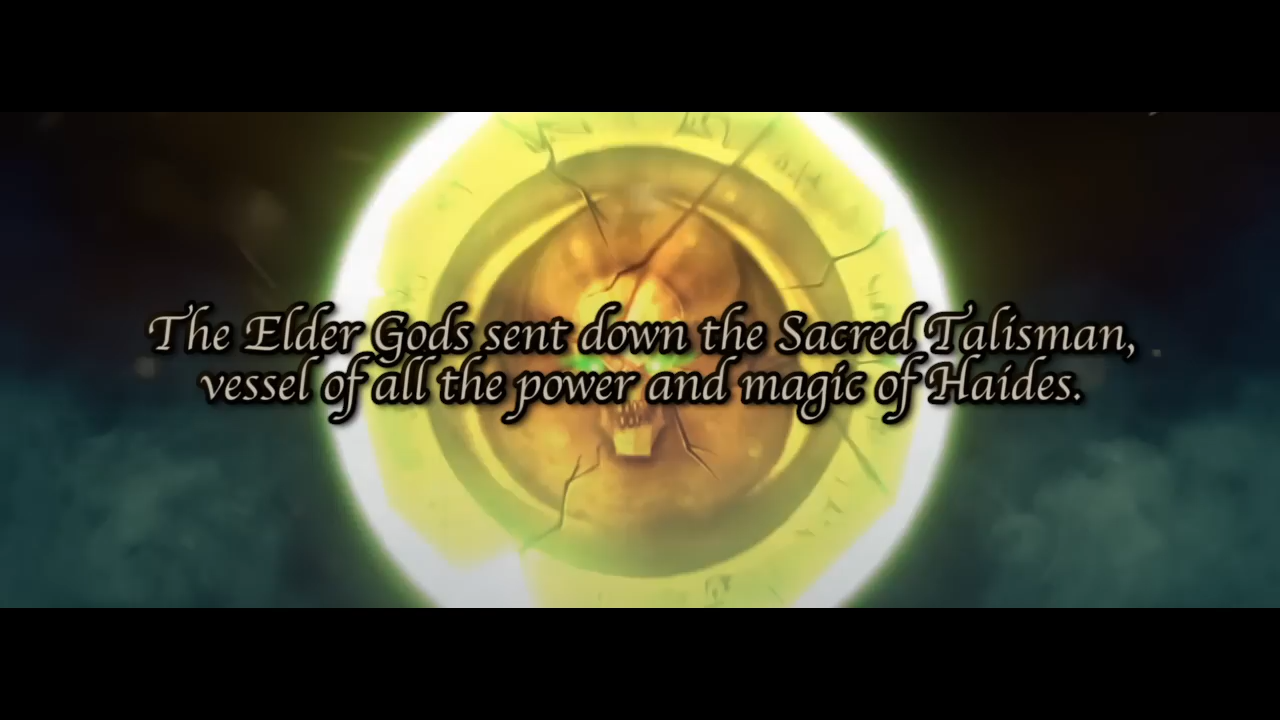 The Elder Gods sent down the Sacred Talisman,
vessel of all the power and magic of Haides.